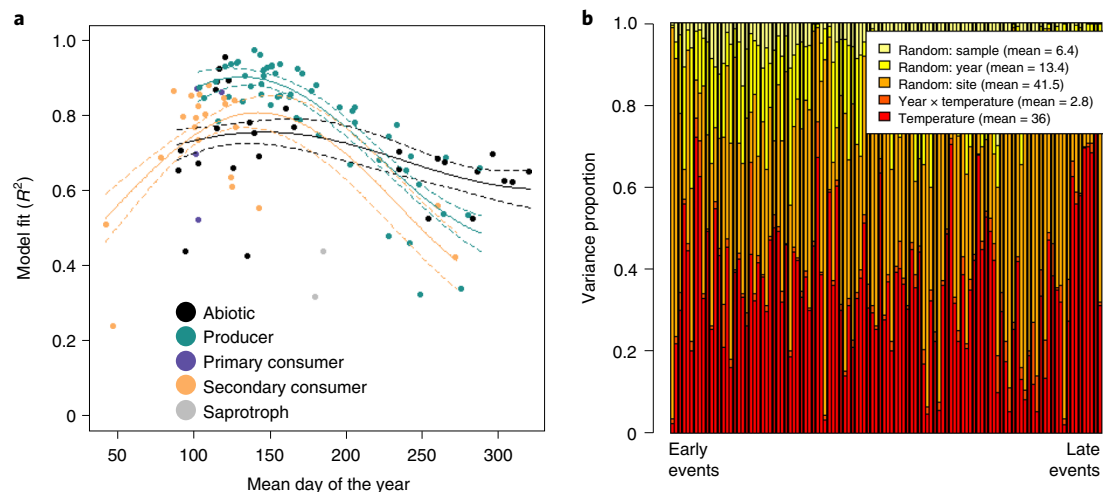 a
1.0
0.8
0.6
0.4
0.2
0
Model fit (R²)
Abiotic
Producer
Primary consumer
Secondary consumer
Saprotroph
50 100 150 200 250 300
Mean day of the year
b
1.0
0.8
0.6
0.4
0.2
0
Variance proportion
Random: sample (mean = 6.4)
Random: year (mean = 13.4)
Random: site (mean = 41.5)
Year × temperature (mean = 2.8)
Temperature (mean = 36)
Early
events
Late
events